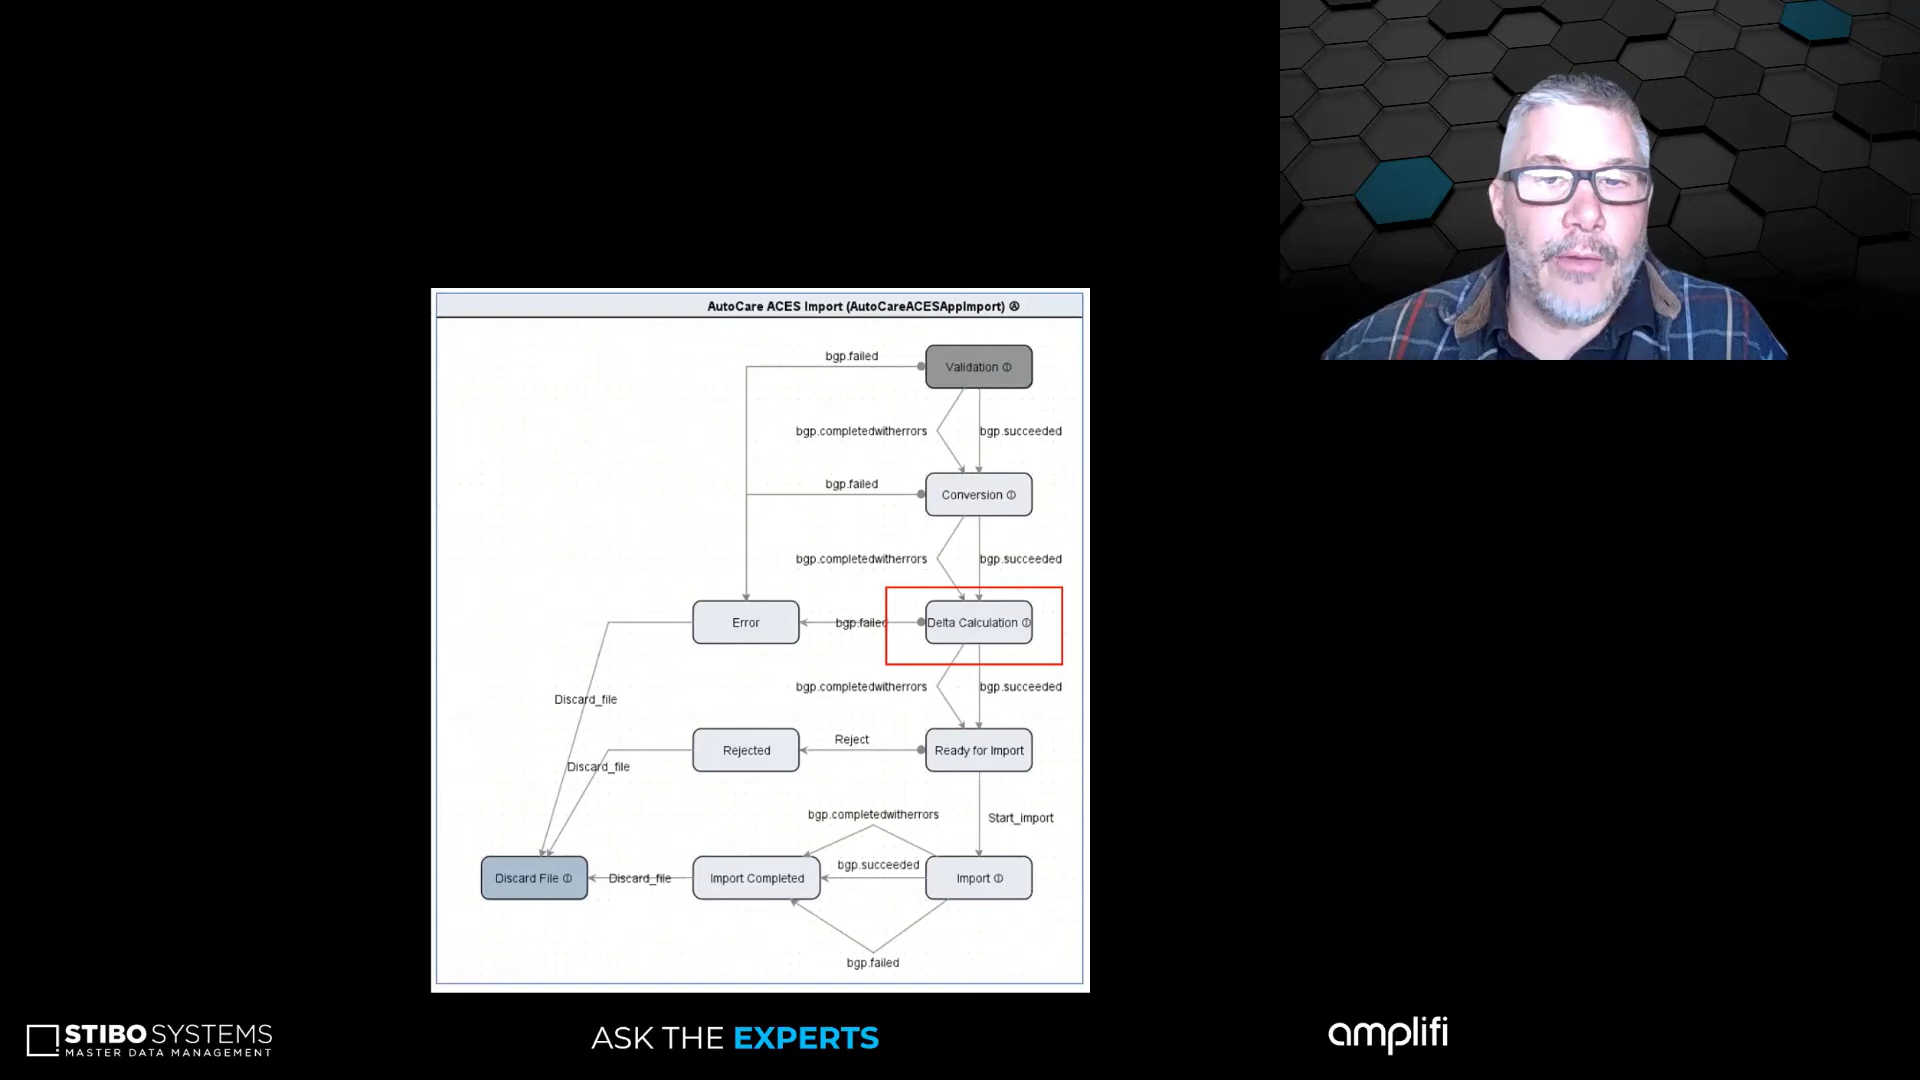 AutoCare ACES Import (AutoCareACESAppImport)
bgp.failed
Validation
bgp.completedwitherrors
bgp.succeeded
bgp.failed
Conversion
bgp.completedwitherrors
bgp.succeeded
Error
bgp.failed
Delta Calculation
bgp.completedwitherrors
bgp.succeeded
Discard_file
Rejected
Reject
Ready for Import
Discard_file
bgp.completedwitherrors
Start_import
Discard File
Discard_file
Import Completed
bgp.succeeded
Import
bgp.failed
STIBO SYSTEMS
MASTER DATA MANAGEMENT
ASK THE EXPERTS
amplifi